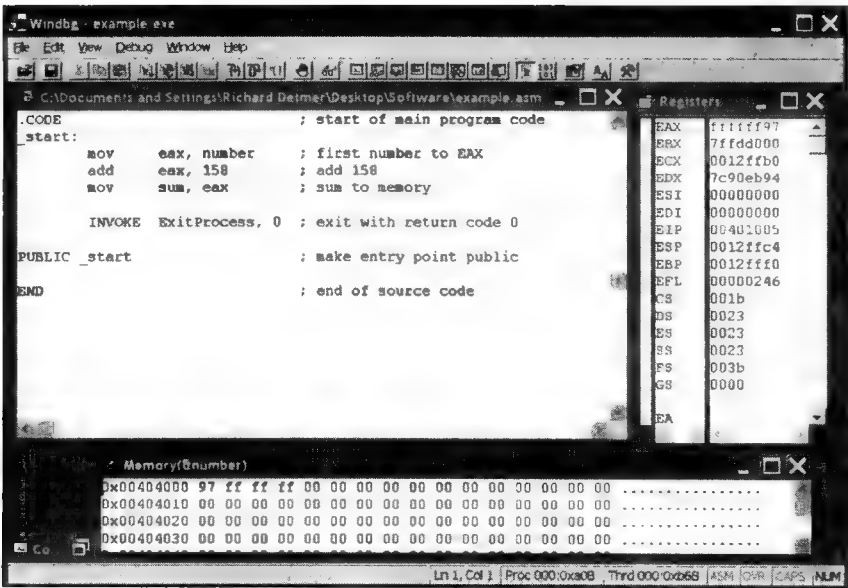 Windbg - example exe
File Edit View Debug Window Help
C:\Documents and Settings\Richard Detmer\Desktop\Software\example.asm
.CODE ; start of main program code
_start:
mov eax, number ; first number to EAX
add eax, 158 ; add 158
mov sum, eax ; sum to memory
INVOKE ExitProcess, 0 ; exit with return code 0
PUBLIC _start ; make entry point public
END ; end of source code
Registers
EAX ffffff97
EBX 7ffdd000
ECX 0012ffb0
EDX 7c90eb94
ESI 00000000
EDI 00000000
EIP 00401005
ESP 0012ffc4
EBP 0012fff0
EFL 00000246
CS 001b
DS 0023
ES 0023
SS 0023
FS 003b
GS 0000
EA
Memory(&number)
0x00404000 97 ff ff ff 00 00 00 00 00 00 00 00 00 00 00 00 ................
0x00404010 00 00 00 00 00 00 00 00 00 00 00 00 00 00 00 00 ................
0x00404020 00 00 00 00 00 00 00 00 00 00 00 00 00 00 00 00 ................
0x00404030 00 00 00 00 00 00 00 00 00 00 00 00 00 00 00 00 ................
Co
Ln 1, Col 1 Proc 000:0xa08 Thrd 000:0xb68 ASM OVR CAPS NUM